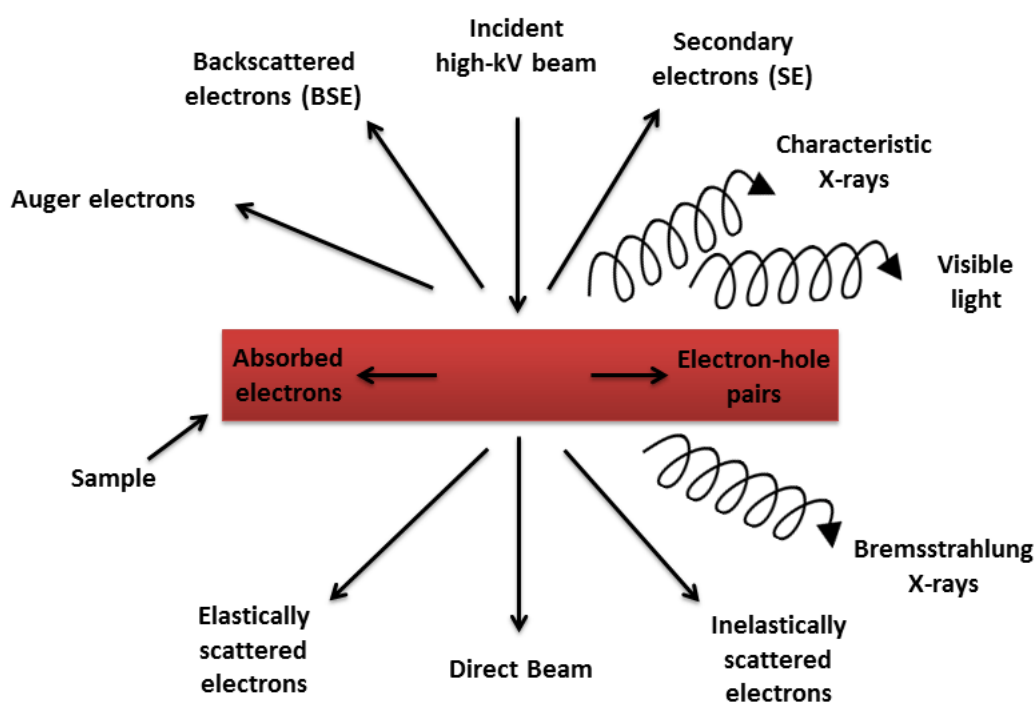 Incident
high-kV beam
Secondary
electrons (SE)
Backscattered
electrons (BSE)
Characteristic
X-rays
Auger electrons
Visible
light
Absorbed
electrons
Electron-hole
pairs
Sample
Bremsstrahlung
X-rays
Elastically
scattered
electrons
Direct Beam
Inelastically
scattered
electrons